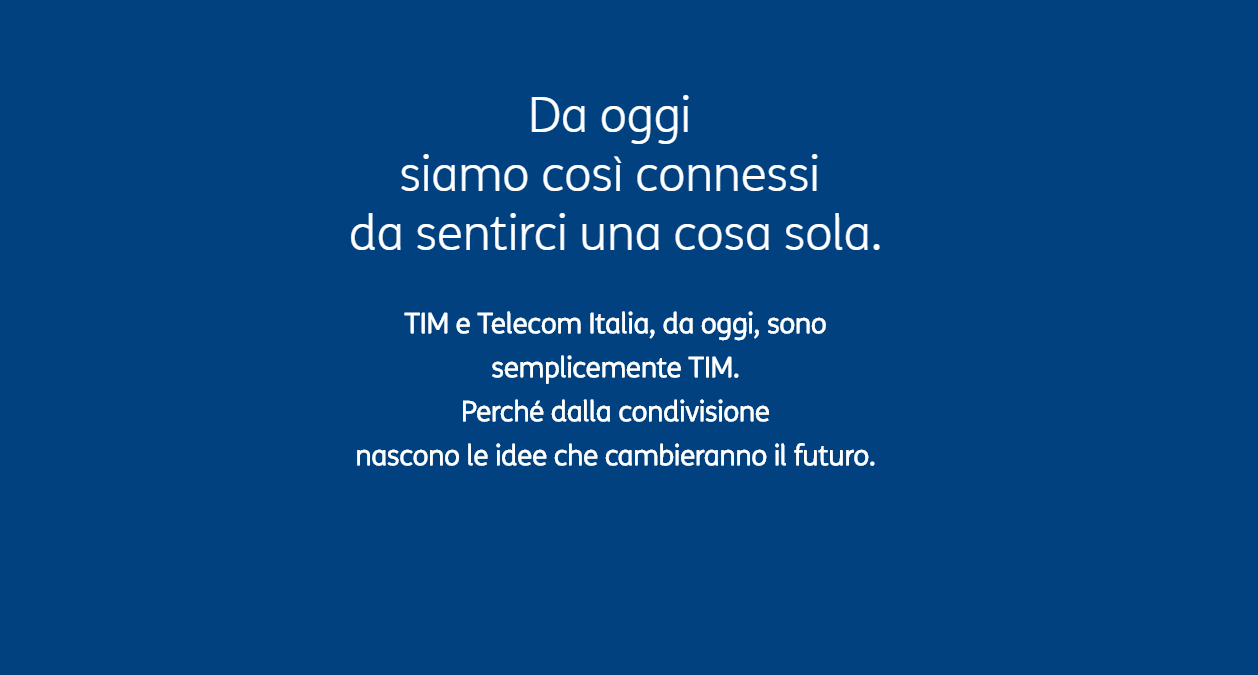 Da oggi
siamo così connessi
da sentirci una cosa sola.
TIM e Telecom Italia, da oggi, sono
semplicemente TIM.
Perché dalla condivisione
nascono le idee che cambieranno il futuro.